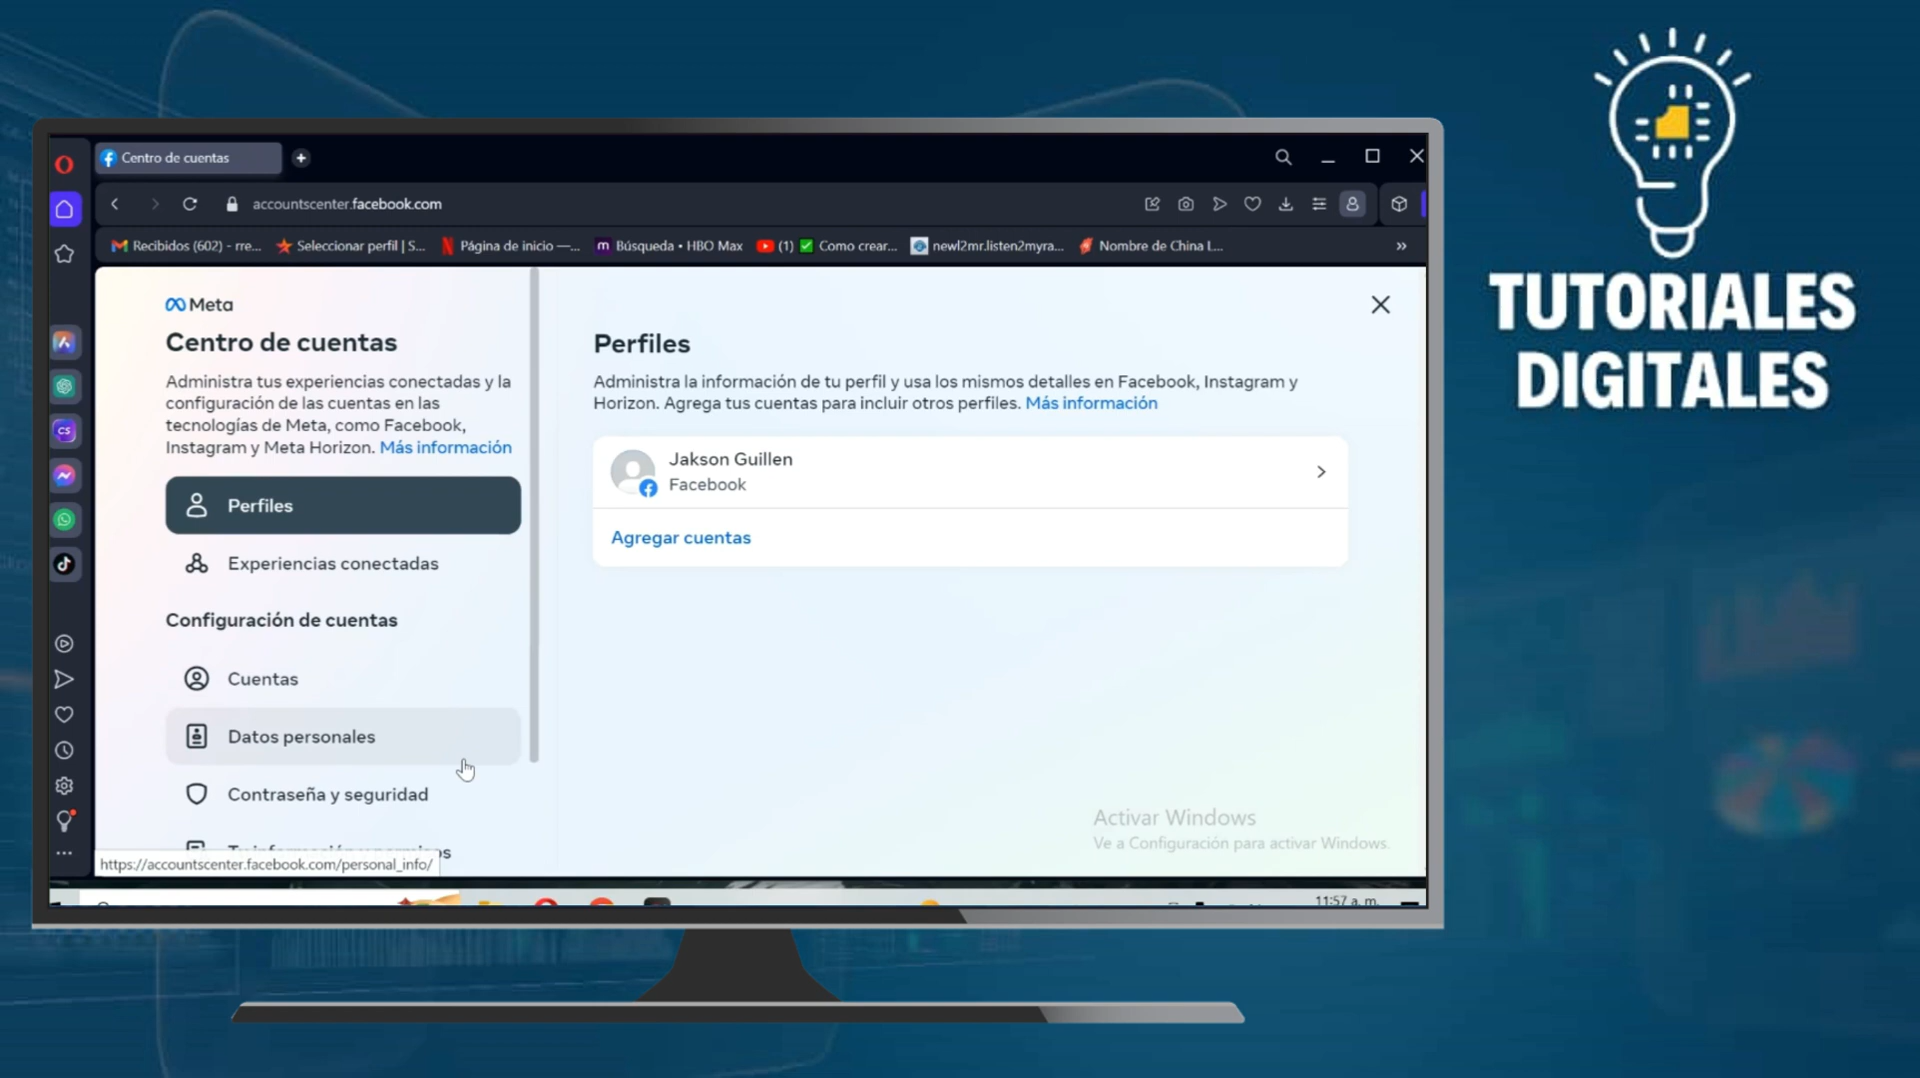 Centro de cuentas
accountscenter.facebook.com
Recibidos (602) - rre...
Seleccionar perfil | S...
Página de inicio —...
Búsqueda • HBO Max
(1) ✅ Como crear...
newl2mr.listen2myra...
Nombre de China L...
»
Meta
Centro de cuentas
Administra tus experiencias conectadas y la
configuración de las cuentas en las
tecnologías de Meta, como Facebook,
Instagram y Meta Horizon. Más información
Perfiles
Experiencias conectadas
Configuración de cuentas
Cuentas
Datos personales
Contraseña y seguridad
https://accountscenter.facebook.com/personal_info/
Perfiles
Administra la información de tu perfil y usa los mismos detalles en Facebook, Instagram y
Horizon. Agrega tus cuentas para incluir otros perfiles. Más información
Jakson Guillen
Facebook
Agregar cuentas
Activar Windows
Ve a Configuración para activar Windows.
11:57 a. m.
CS
TUTORIALES
DIGITALES